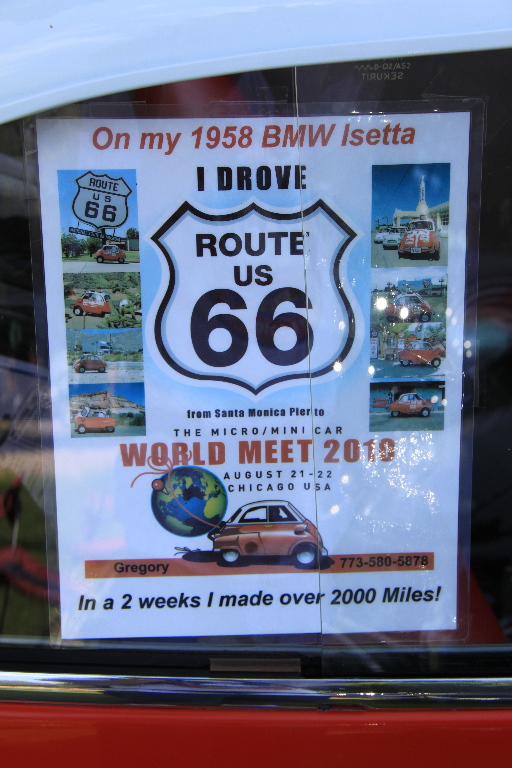 On my 1958 BMW Isetta
I DROVE
ROUTE
US
66
ROUTE
US
66
from Santa Monica Pier to
THE MICRO/MINI CAR
WORLD MEET 2010
AUGUST 21-22
CHICAGO USA
Gregory
773-580-5878
In a 2 weeks I made over 2000 Miles!